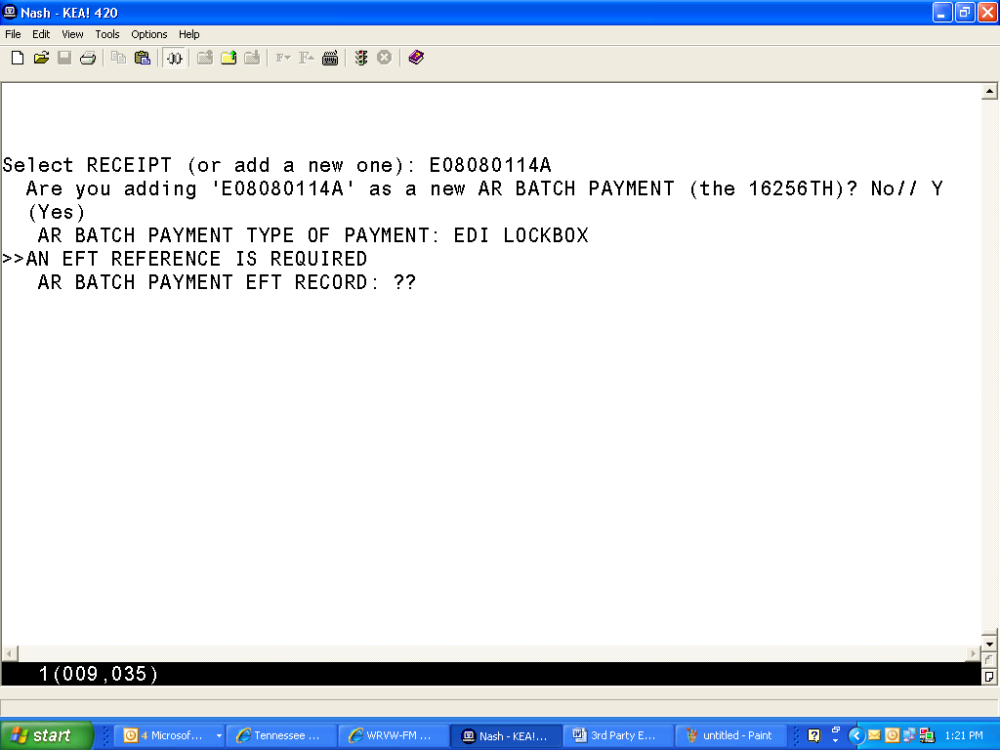 Nash - KEA! 420
File Edit View Tools Options Help
Select RECEIPT (or add a new one): E08080114A
Are you adding 'E08080114A' as a new AR BATCH PAYMENT (the 16256TH)? No// Y
(Yes)
AR BATCH PAYMENT TYPE OF PAYMENT: EDI LOCKBOX
>>AN EFT REFERENCE IS REQUIRED
AR BATCH PAYMENT EFT RECORD: ??
1(009,035)
start 4 Microsof... Tennessee ... WRVW-FM ... Nash - KEA!... 3rd Party E... untitled - Paint 1:21 PM